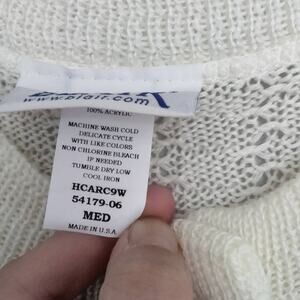 www.blair.com
100% ACRYLIC
MACHINE WASH COLD
DELICATE CYCLE
WITH LIKE COLORS
NON CHLORINE BLEACH
IF NEEDED
TUMBLE DRY LOW
COOL IRON
HCARC9W
54179-06
MED
MADE IN U.S.A.